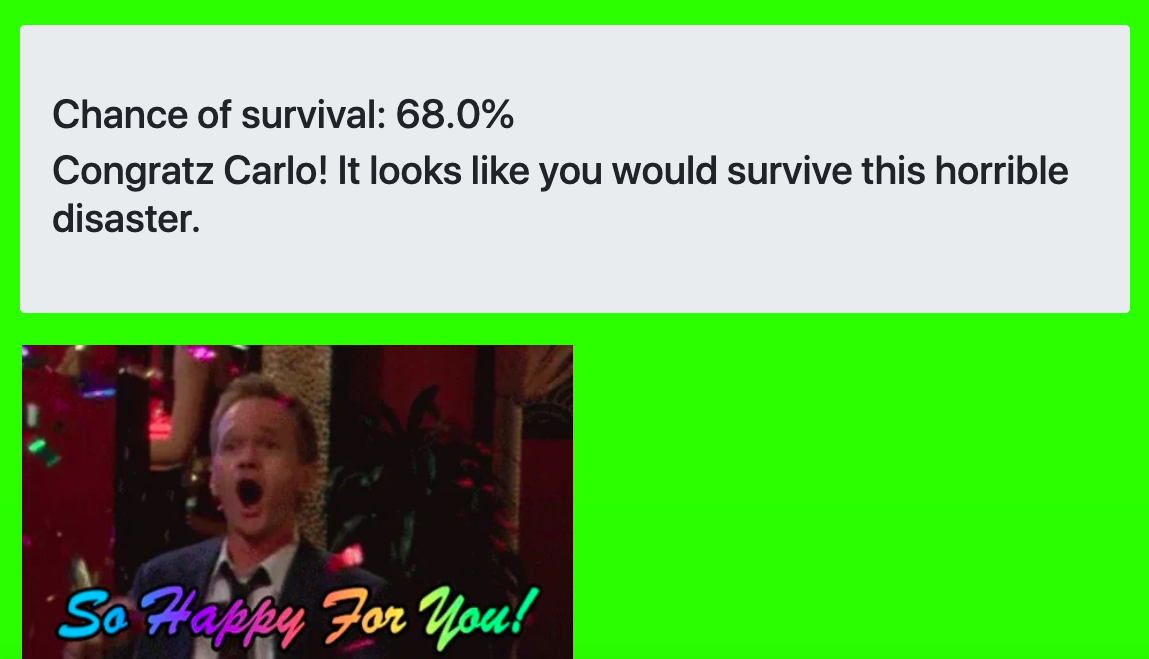 Chance of survival: 68.0%
Congratz Carlo! It looks like you would survive this horrible
disaster.
So Happy For You!